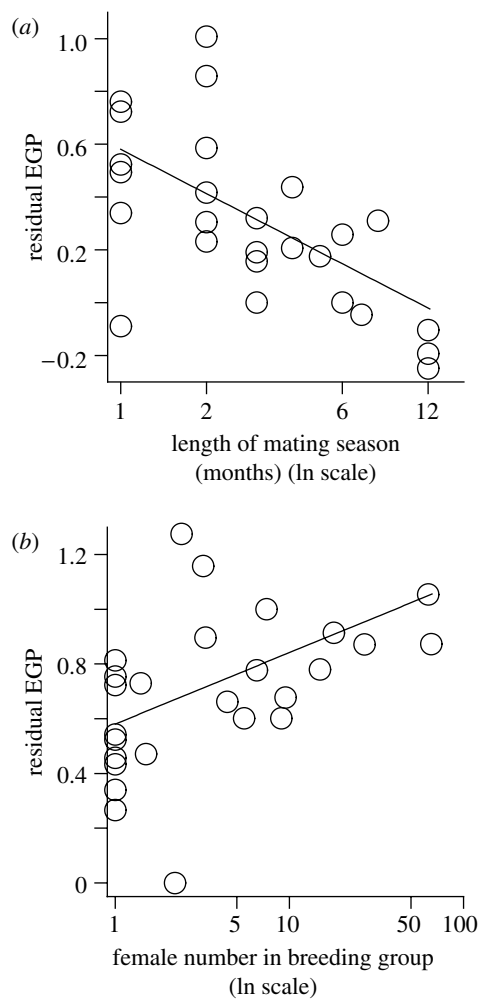 (a)
1.0
0.6
0.2
−0.2
residual EGP
1 2 6 12
length of mating season
(months) (ln scale)
(b)
1.2
0.8
0.4
0
residual EGP
1 5 10 50 100
female number in breeding group
(ln scale)